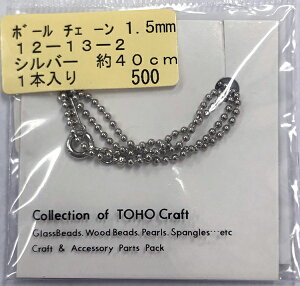 ボール チェーン 1.5mm
12-13-2
シルバー 約40cm
1本入り 500
Collection of TOHO Craft
GlassBeads. Wood Beads. Pearls. Spangles…etc
Craft & Accessory Parts Pack